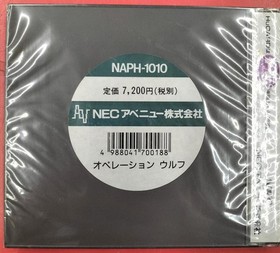 NAPH-1010
定価 7,200円(税別)
AV NECアベニュー株式会社
4 988041 700188
オペレーション ウルフ